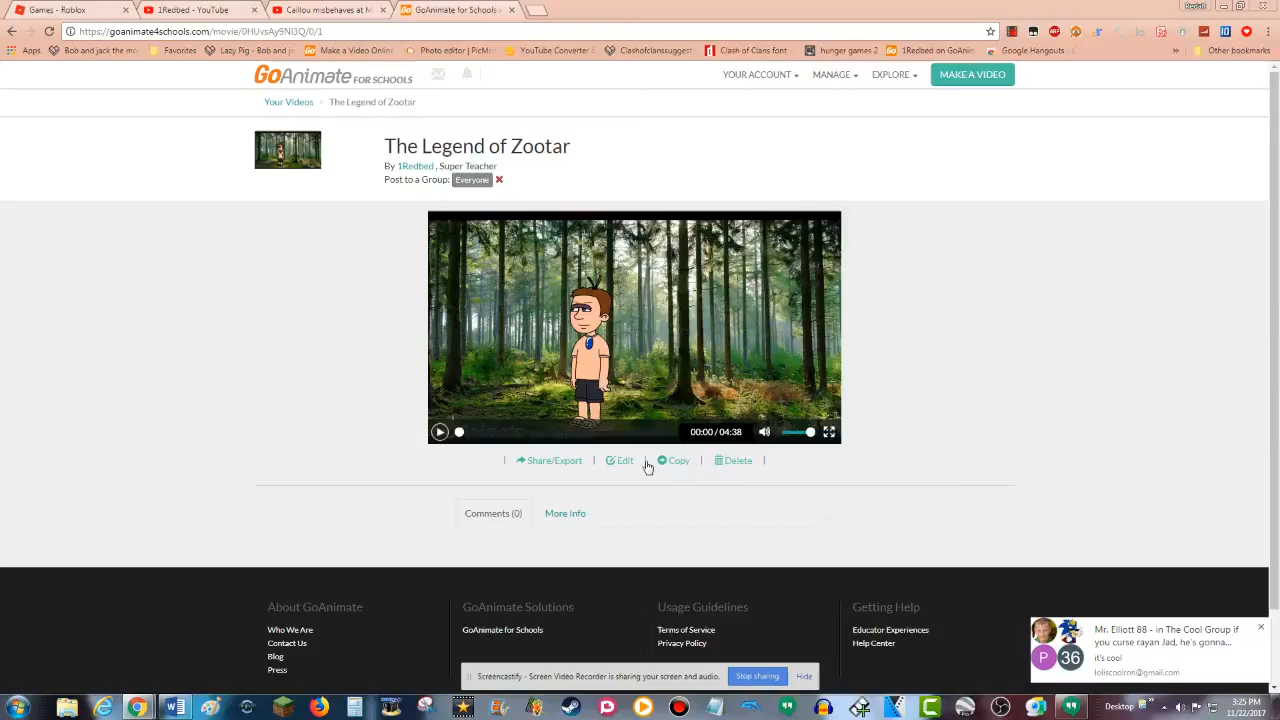 Games - Roblox
1Redbed - YouTube
Caillou misbehaves at M
GoAnimate for Schools
Redball
https://goanimate4schools.com/movie/0HUvsAy9NI3Q/0/1
Apps
Bob and jack the mo
Favorites
Lazy Pig - Bob and je
Make a Video Online
Photo editor | PicMo
YouTube Converter
Clashofclanssuggest
Clash of Clans font
hunger games 2
1Redbed on GoAnim
Google Hangouts
Other bookmarks
GoAnimate FOR SCHOOLS
YOUR ACCOUNT
MANAGE
EXPLORE
MAKE A VIDEO
Your Videos > The Legend of Zootar
The Legend of Zootar
By 1Redbed , Super Teacher
Post to a Group: Everyone
00:00 / 04:38
| Share/Export | Edit | Copy | Delete |
Comments (0)
More Info
About GoAnimate
GoAnimate Solutions
Usage Guidelines
Getting Help
Who We Are
GoAnimate for Schools
Terms of Service
Educator Experiences
Contact Us
Privacy Policy
Help Center
Blog
Press
Mr. Elliott 88 - in The Cool Group if
you curse rayan Jad, he's gonna...
it's cool
loliscoolron@gmail.com
P
36
Screencastify - Screen Video Recorder is sharing your screen and audio.
Stop sharing
Hide
Desktop
3:25 PM
11/22/2017